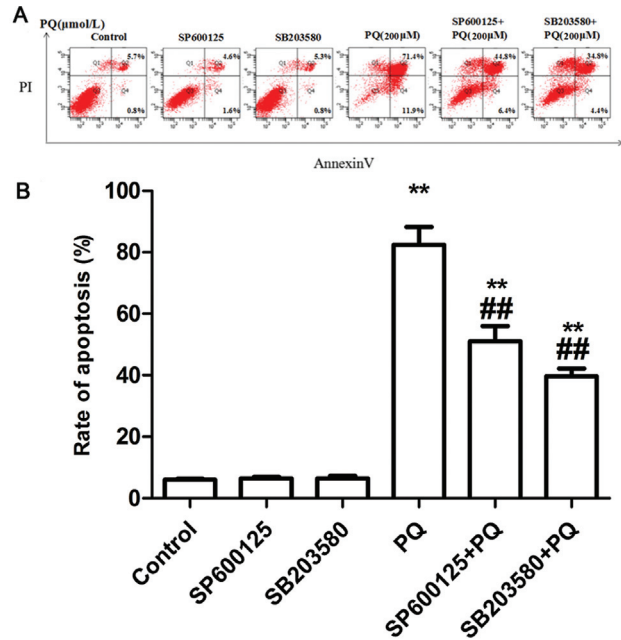 A
PQ(μmol/L)
Control
SP600125
SB203580
PQ(200μM)
SP600125+
PQ(200μM)
SB203580+
PQ(200μM)
PI
5.7%
4.6%
5.3%
71.4%
44.8%
34.8%
0.8%
1.6%
0.8%
11.9%
6.4%
4.4%
AnnexinV
B
Rate of apoptosis (%)
100
80
60
40
20
0
**
**
##
**
##
Control
SP600125
SB203580
PQ
SP600125+PQ
SB203580+PQ